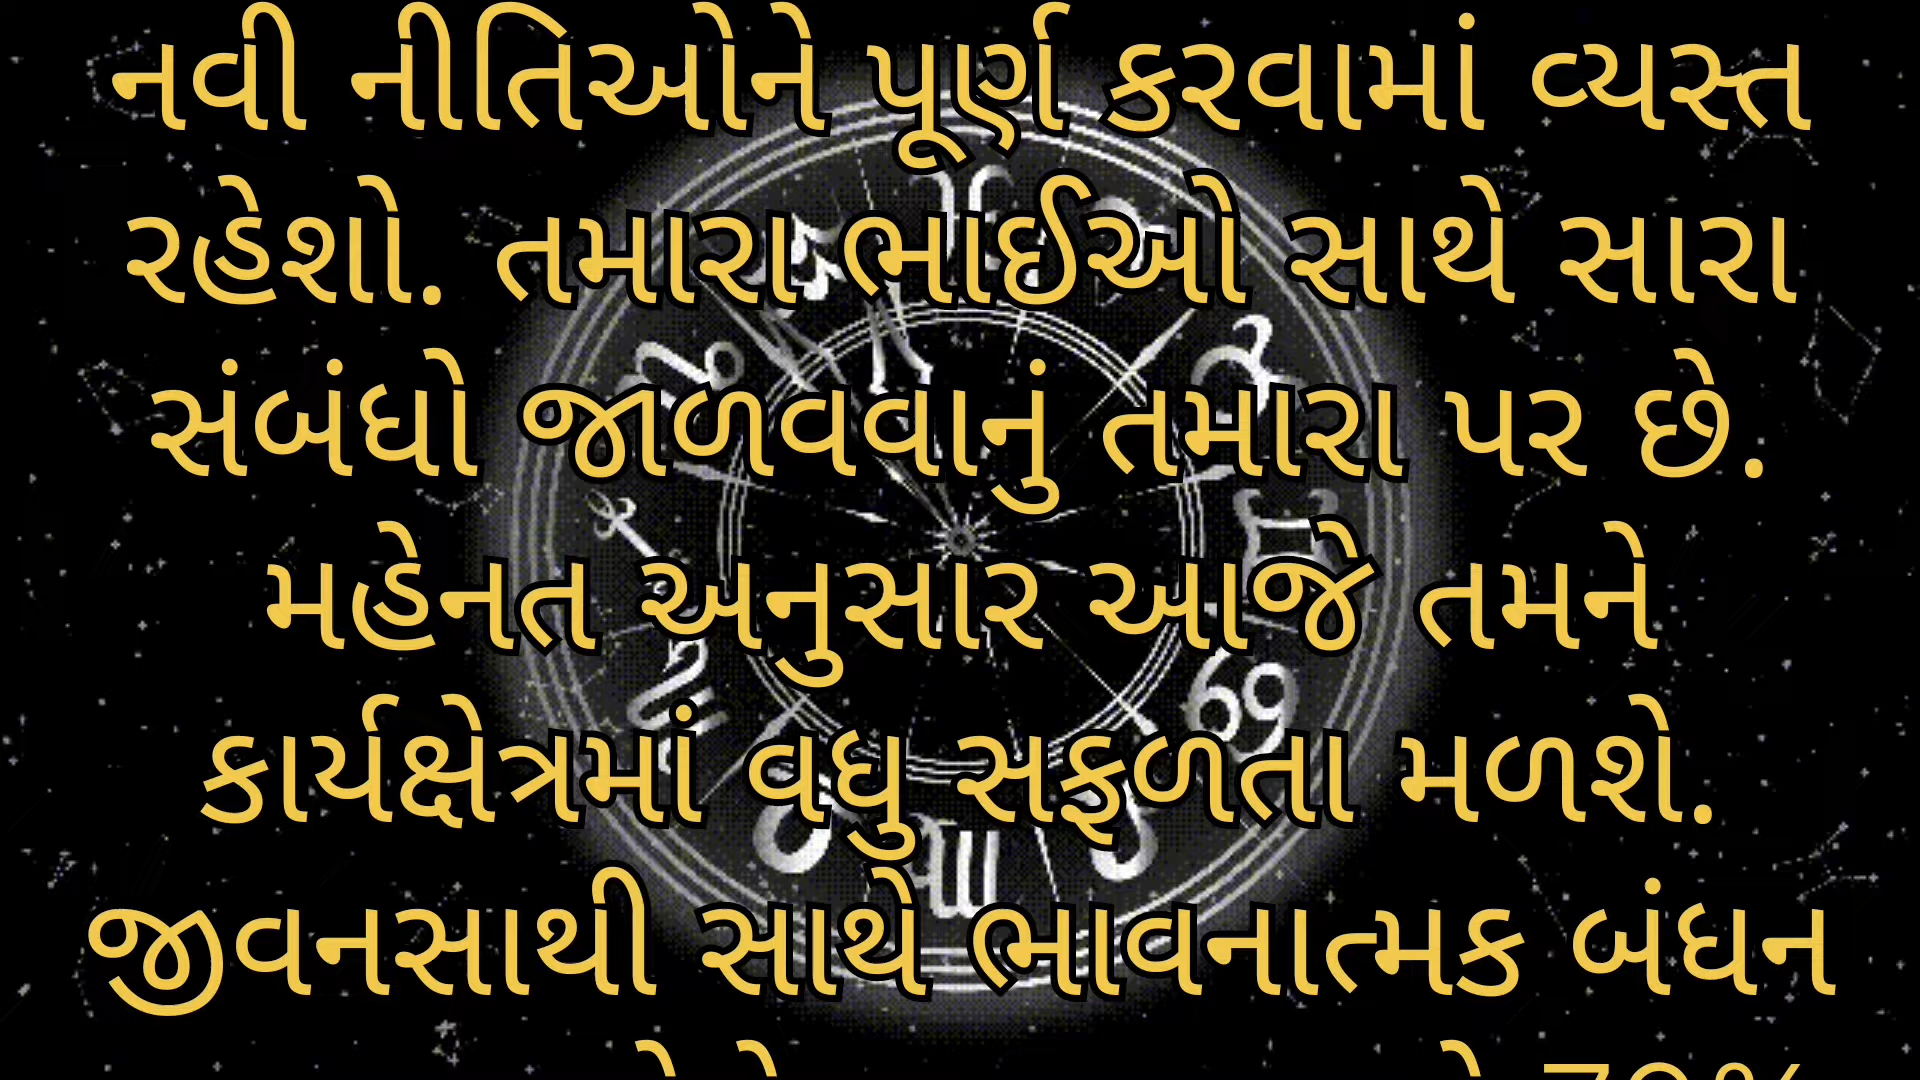 નવી નીતિઓને પૂર્ણ કરવામાં વ્યસ્ત
રહેશો. તમારા ભાઈઓ સાથે સારા
સંબંધો જાળવવાનું તમારા પર છે.
મહેનત અનુસાર આજે તમને
કાર્યક્ષેત્રમાં વધુ સફળતા મળશે.
જીવનસાથી સાથે ભાવનાત્મક બંધન